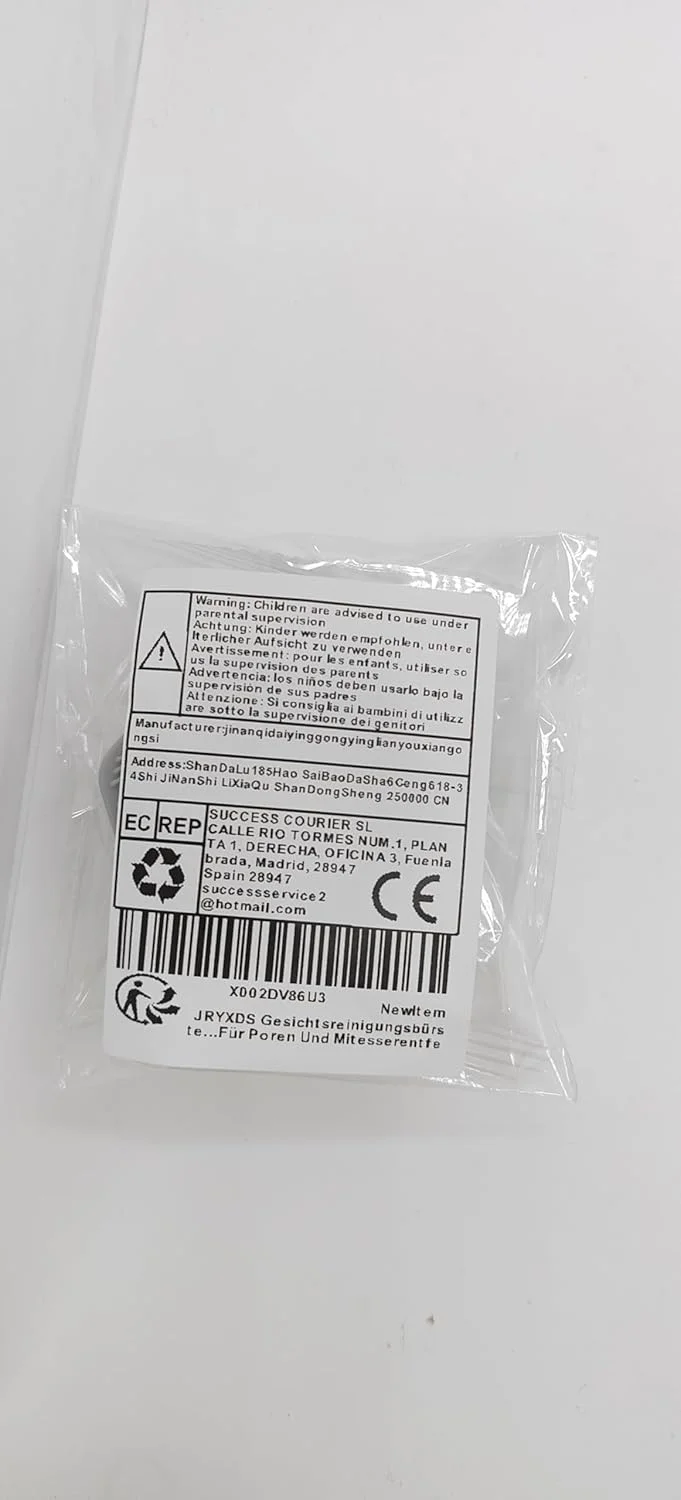 Warning: Children are advised to use under
parental supervision
Achtung: Kinder werden empfohlen, untere
lterlicher Aufsicht zu verwenden
Avertissement: pour les enfants, utiliser so
us la supervision des parents
Advertencia: los niños deben usarlo bajo la
supervisión de sus padres
Attenzione: Si consiglia ai bambini di utilizz
are sotto la supervisione dei genitori
Manufacturer:jinanqidaiyinggongyinglianyouxiango
ngsi
Address:ShanDaLu185Hao SaiBaoDaSha6Ceng618-3
4Shi JiNanShi LiXiaQu ShanDongSheng 250000 CN
EC REP
SUCCESS COURIER SL
CALLE RIO TORMES NUM.1, PLAN
TA 1, DERECHA, OFICINA 3, Fuenla
brada, Madrid, 28947
Spain 28947
successservice2
@hotmail.com
CE
X002DV86U3
NewItem
JRYXDS Gesichtsreinigungsbürs
te...Für Poren Und Mitesserentfe